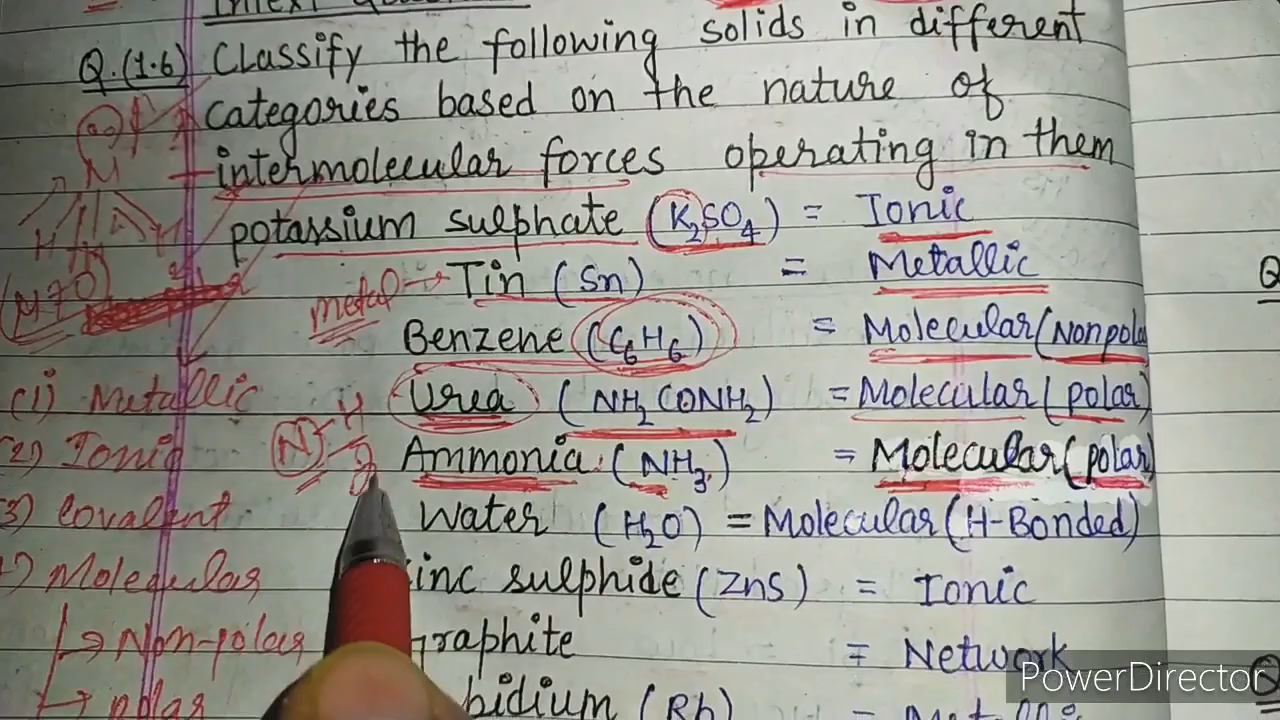 Intext
Q.(1.6) Classify the following solids in different
categories based on the nature of
intermolecular forces operating in them
potassium sulphate (K2SO4) = Ionic
metal → Tin (Sn) = Metallic
Benzene (C6H6) = Molecular (Nonpola
(1) Metallic Urea (NH2CONH2) = Molecular (polar)
(2) Ionic N H Ammonia (NH3) = Molecular (polar)
3) Covalent Water (H2O) = Molecular (H-Bonded)
Molecular inc sulphide (ZnS) = Ionic
→ Non-polar raphite = Network
→ polar bidium (Rb)
PowerDirector
Q
Q